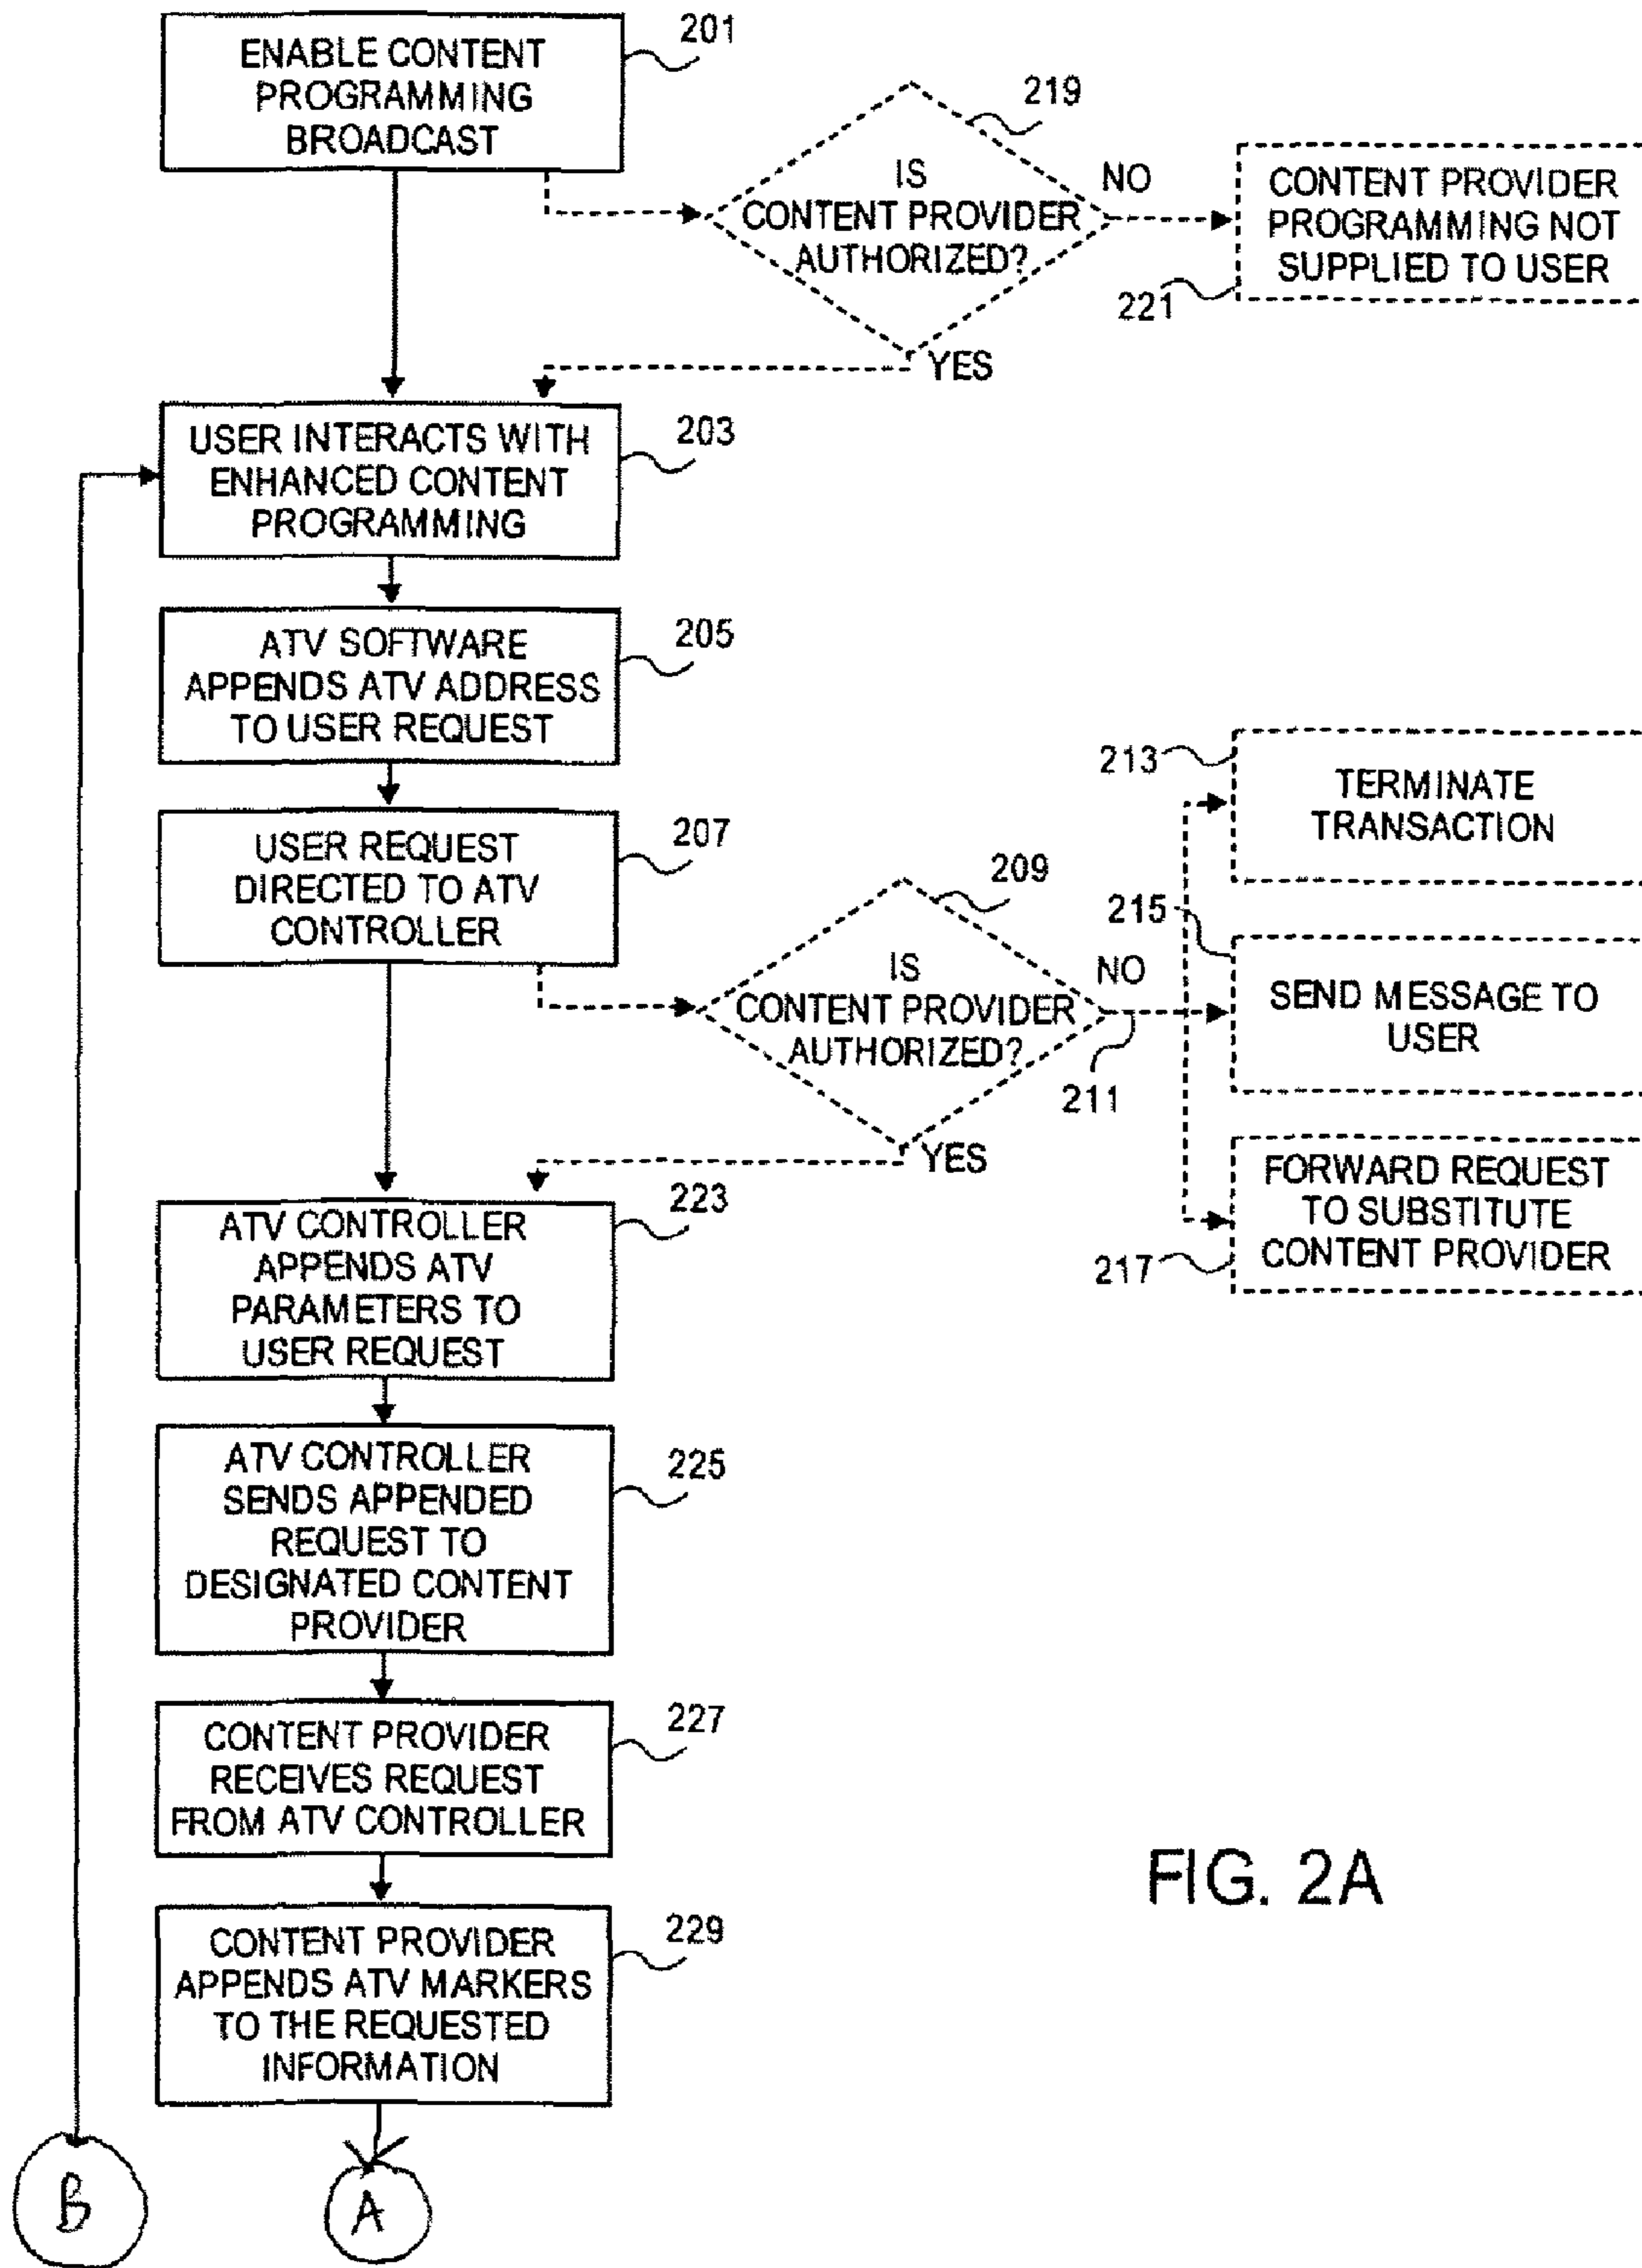 ENABLE CONTENT
PROGRAMMING
BROADCAST
201
IS
CONTENT PROVIDER
AUTHORIZED?
219
NO
YES
CONTENT PROVIDER
PROGRAMMING NOT
SUPPLIED TO USER
221
USER INTERACTS WITH
ENHANCED CONTENT
PROGRAMMING
203
ATV SOFTWARE
APPENDS ATV ADDRESS
TO USER REQUEST
205
USER REQUEST
DIRECTED TO ATV
CONTROLLER
207
IS
CONTENT PROVIDER
AUTHORIZED?
209
NO
211
YES
213
TERMINATE
TRANSACTION
215
SEND MESSAGE TO
USER
FORWARD REQUEST
TO SUBSTITUTE
CONTENT PROVIDER
217
ATV CONTROLLER
APPENDS ATV
PARAMETERS TO
USER REQUEST
223
ATV CONTROLLER
SENDS APPENDED
REQUEST TO
DESIGNATED CONTENT
PROVIDER
225
CONTENT PROVIDER
RECEIVES REQUEST
FROM ATV CONTROLLER
227
CONTENT PROVIDER
APPENDS ATV MARKERS
TO THE REQUESTED
INFORMATION
229
B
A
FIG. 2A